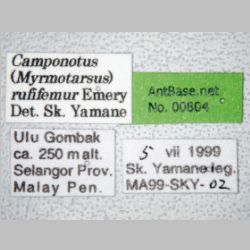 Camponotus
(Myrmotarsus)
rufifemur Emery
Det. Sk. Yamane
AntBase.net
No. 00804
Ulu Gombak
ca. 250 m alt.
Selangor Prov.
Malay Pen.
5 vii 1999
Sk. Yamane leg.
MA99-SKY-02